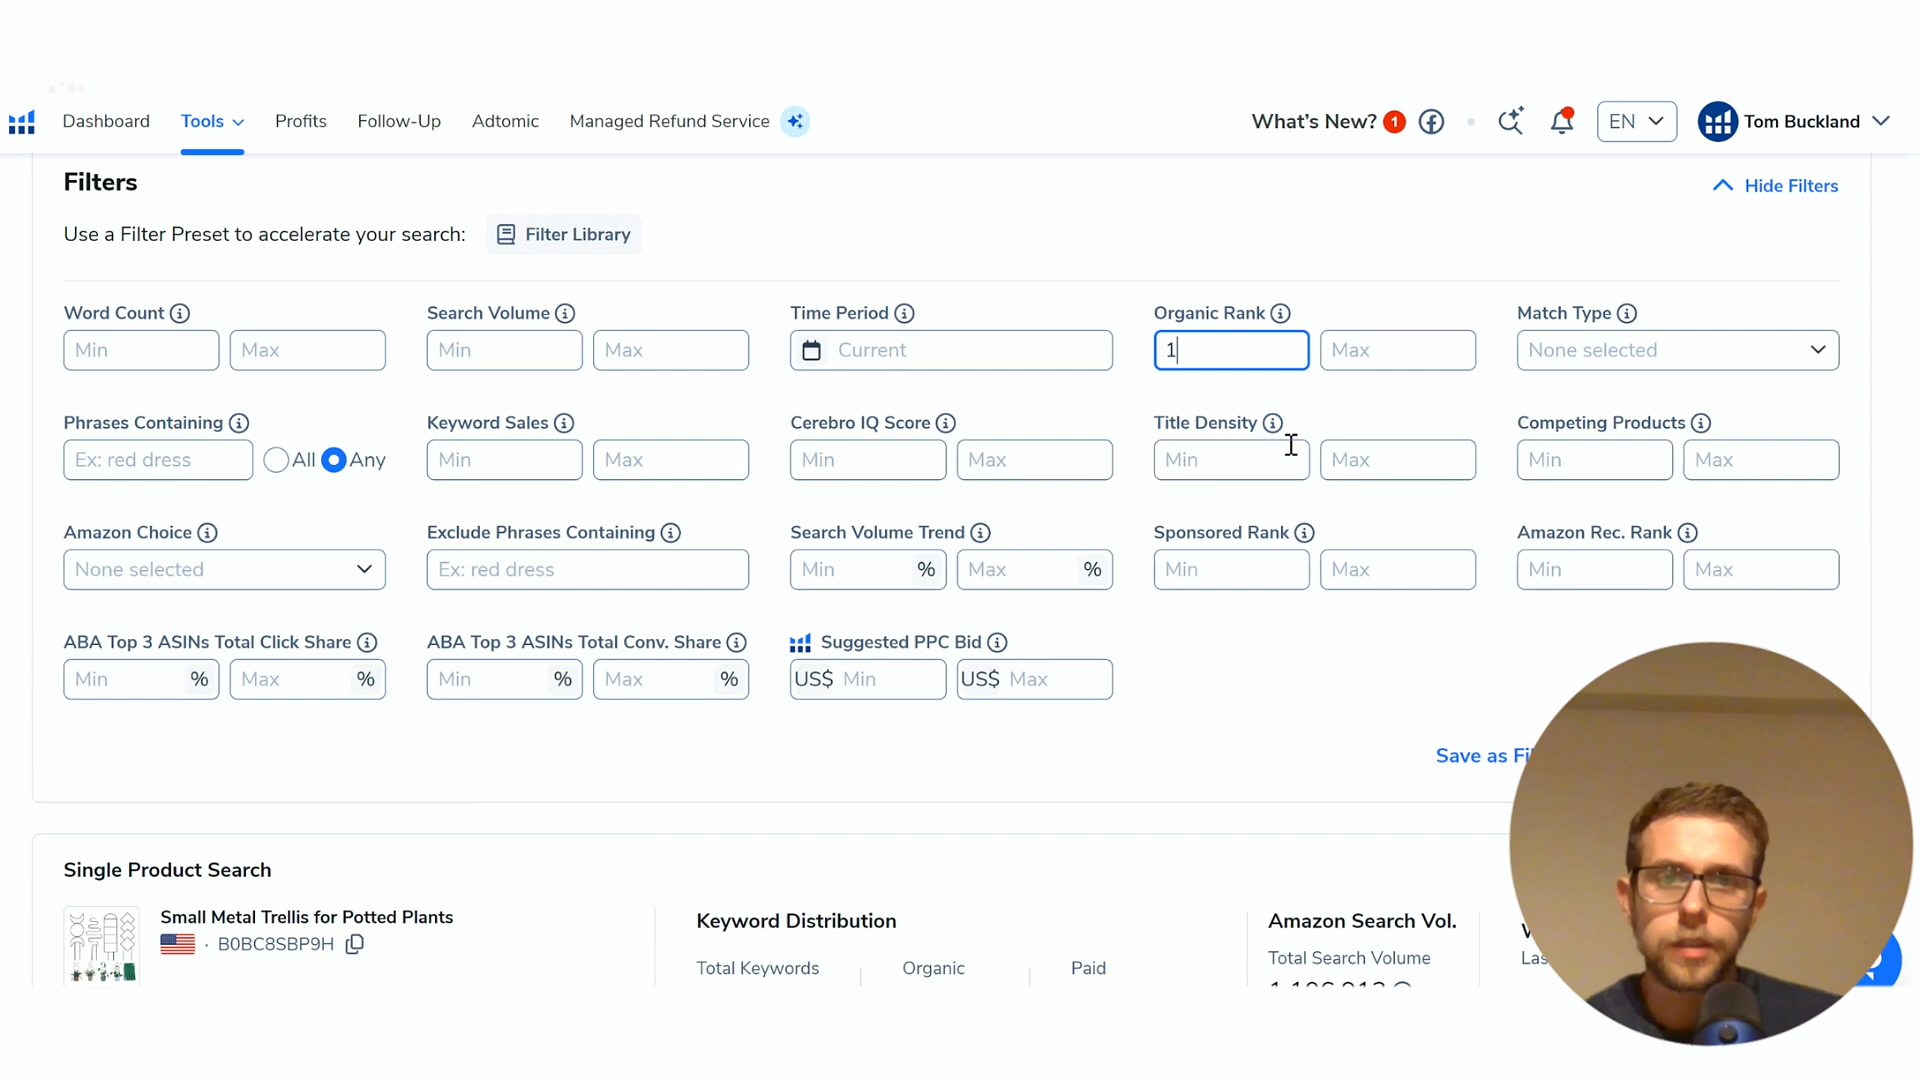 Dashboard Tools Profits Follow-Up Adtomic Managed Refund Service What's New? 1 EN Tom Buckland
Filters Hide Filters
Use a Filter Preset to accelerate your search: Filter Library
Word Count Search Volume Time Period Organic Rank Match Type
Min Max Min Max Current 1 Max None selected
Phrases Containing Keyword Sales Cerebro IQ Score Title Density Competing Products
Ex: red dress All Any Min Max Min Max Min Max Min Max
Amazon Choice Exclude Phrases Containing Search Volume Trend Sponsored Rank Amazon Rec. Rank
None selected Ex: red dress Min % Max % Min Max Min Max
ABA Top 3 ASINs Total Click Share ABA Top 3 ASINs Total Conv. Share Suggested PPC Bid
Min % Max % Min % Max % US$ Min US$ Max
Save as
Single Product Search
Small Metal Trellis for Potted Plants Keyword Distribution Amazon Search Vol.
· B0BC8SBP9H
Total Keywords Organic Paid Total Search Volume